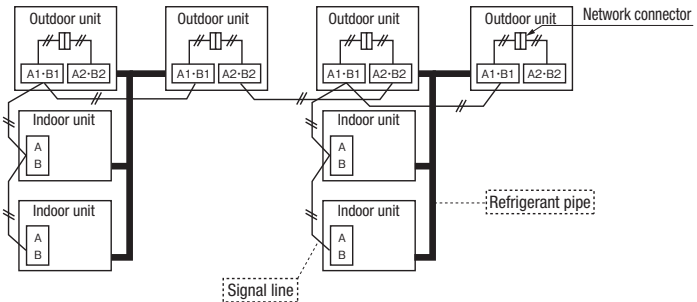 Outdoor unit Outdoor unit Outdoor unit Outdoor unit Network connector
A1•B1 A2•B2 A1•B1 A2•B2 A1•B1 A2•B2 A1•B1 A2•B2
Indoor unit Indoor unit
A A
B B
Indoor unit Indoor unit
Refrigerant pipe
A A
B B
Signal line